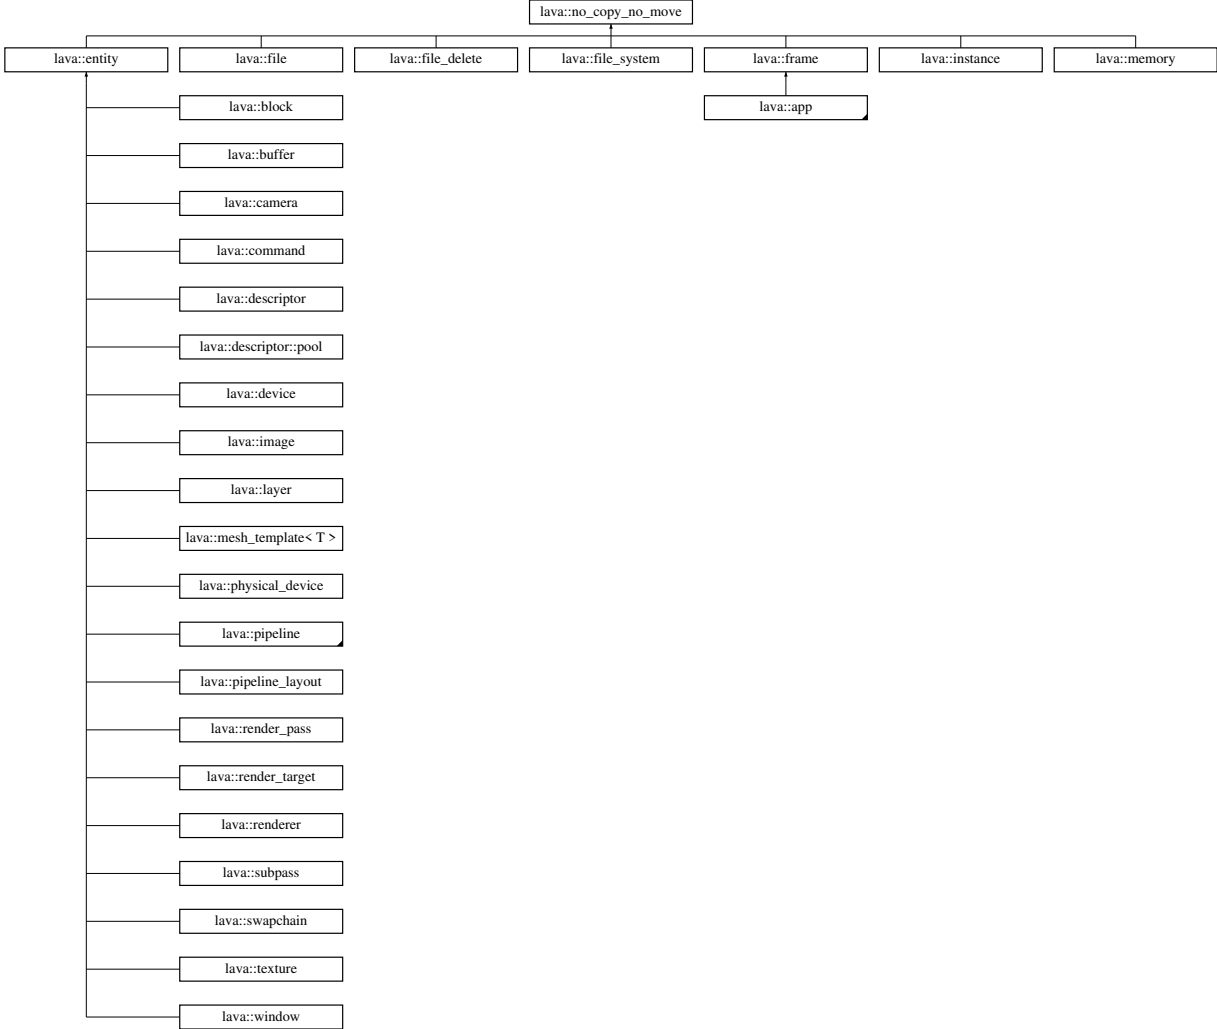 lava::no_copy_no_move
lava::entity
lava::file
lava::file_delete
lava::file_system
lava::frame
lava::instance
lava::memory
lava::block
lava::app
lava::buffer
lava::camera
lava::command
lava::descriptor
lava::descriptor::pool
lava::device
lava::image
lava::layer
lava::mesh_template< T >
lava::physical_device
lava::pipeline
lava::pipeline_layout
lava::render_pass
lava::render_target
lava::renderer
lava::subpass
lava::swapchain
lava::texture
lava::window